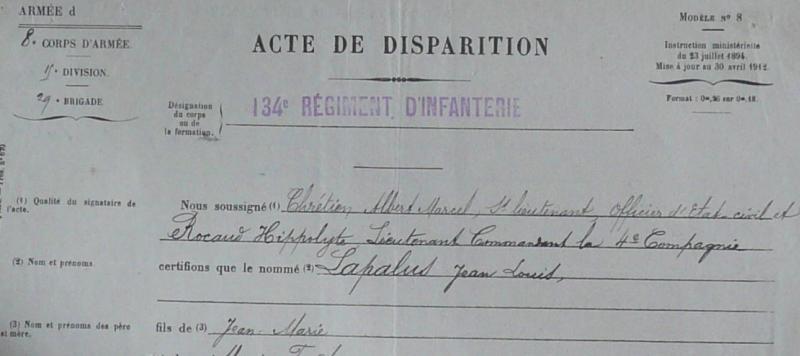 ARMÉE d
8e CORPS D'ARMÉE.
15e DIVISION.
29e BRIGADE
ACTE DE DISPARITION
MODÈLE N° 8
Instruction ministérielle
du 23 juillet 1894.
Mise à jour au 30 avril 1912.
Format : 0m,26 sur 0m,18.
Désignation
du corps
ou de
la formation.
134e RÉGIMENT D'INFANTERIE
(1) Qualité du signataire de
l'acte.
Nous soussigné (1) Chrétien Albert Marcel, St lieutenant, officier d'Etat-civil et
Rocaud Hippolyte Lieutenant Commandant la 4e Compagnie
(2) Nom et prénoms.
certifions que le nommé (2) Lapalus Jean Louis,
(3) Nom et prénoms des père
et mère.
fils de (3) Jean-Marie